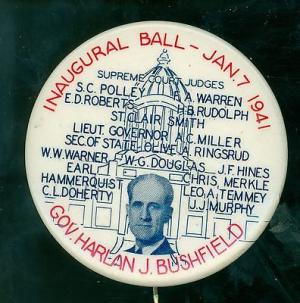 INAUGURAL BALL - JAN. 7 1941
SUPREME COURT JUDGES
S.C. POLLEY A. WARREN
E.D. ROBERTS H.B. RUDOLPH
ST. CLAIR SMITH
LIEUT. GOVERNOR A.C. MILLER
SEC. OF STATE OLIVE A. RINGSRUD
W.W. WARNER W.G. DOUGLAS J.F. HINES
EARL HAMMERQUIST CHRIS. MERKLE
C.L. DOHERTY LEO. A. TEMMEY
J.J. MURPHY
GOV. HARLAN J. BUSHFIELD